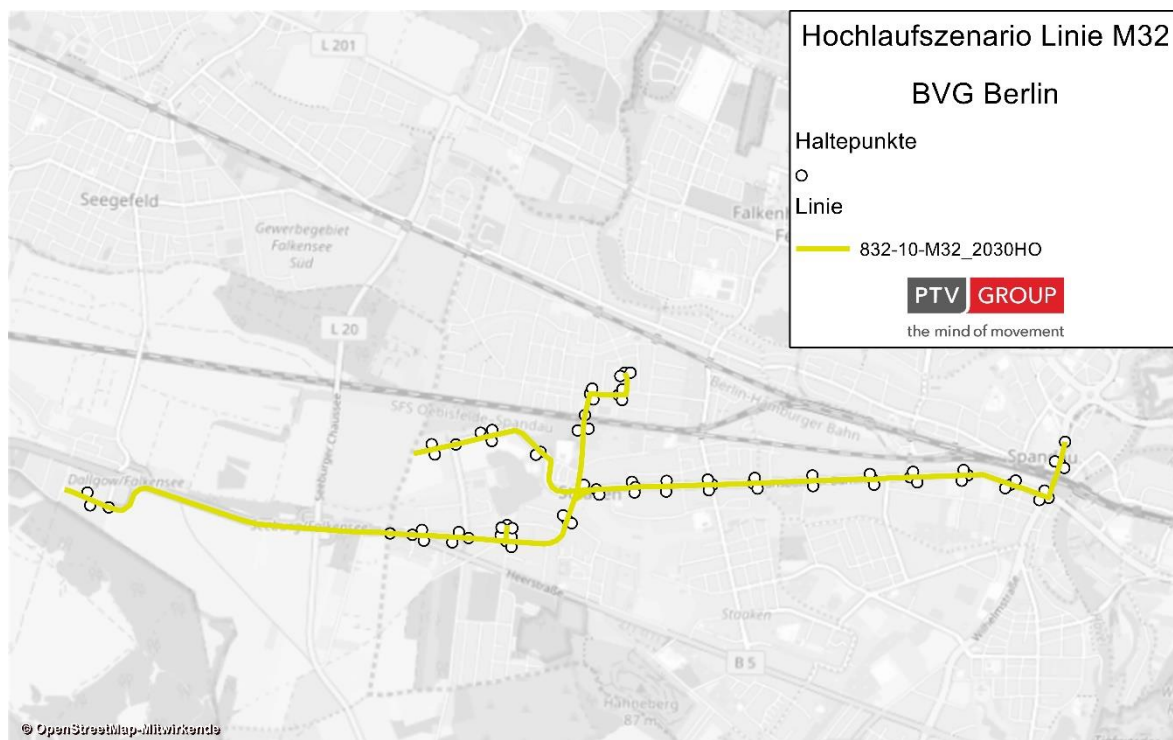 Hochlaufszenario Linie M32
BVG Berlin
Haltepunkte
Linie
832-10-M32_2030HO
PTV GROUP
the mind of movement
L 201
Seegefeld
Gewerbegebiet
Falkensee
Süd
L 20
Seeburger Chaussee
SFS Oebisfelde-Spandau
Berlin-Hamburger Bahn
Spandau
Dallgow/Falkensee
Heerstraße
Staaken
Wilhelmstraße
B 5
Hahneberg
87 m
© OpenStreetMap-Mitwirkende